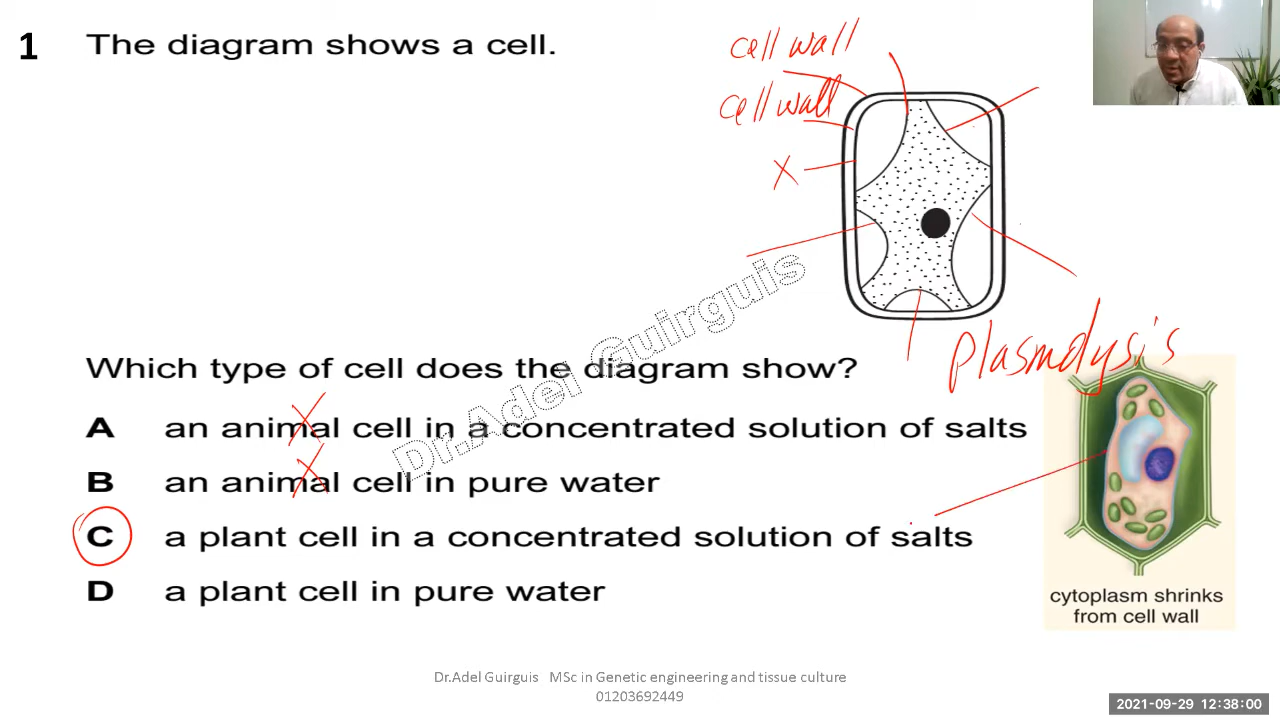 1 The diagram shows a cell.
cell wall
cell wall
X
Dr.Adel Guirguis
plasmolysis
Which type of cell does the diagram show?
A an animal cell in a concentrated solution of salts
B an animal cell in pure water
C a plant cell in a concentrated solution of salts
D a plant cell in pure water
cytoplasm shrinks
from cell wall
Dr.Adel Guirguis MSc in Genetic engineering and tissue culture
01203692449
2021-09-29 12:38:00